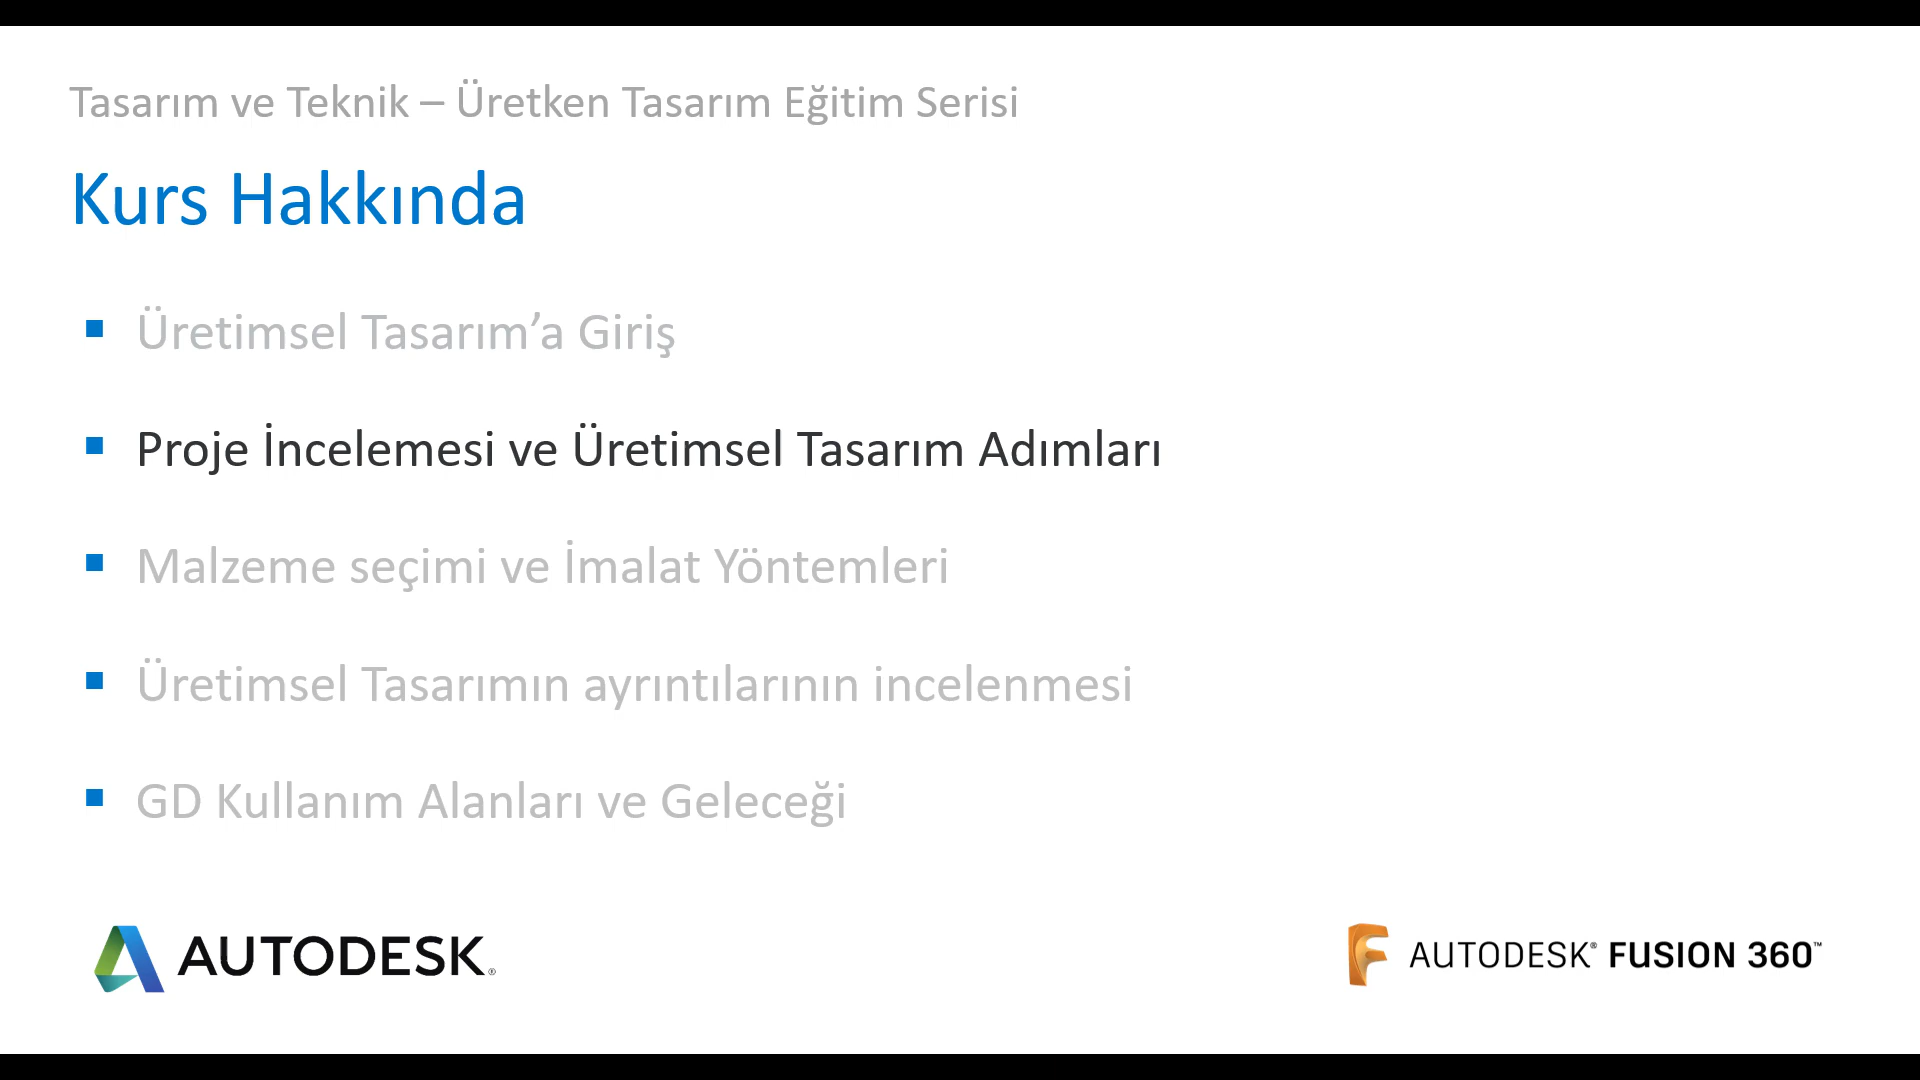 Tasarım ve Teknik – Üretken Tasarım Eğitim Serisi
Kurs Hakkında
▪ Üretimsel Tasarım’a Giriş
▪ Proje İncelemesi ve Üretimsel Tasarım Adımları
▪ Malzeme seçimi ve İmalat Yöntemleri
▪ Üretimsel Tasarımın ayrıntılarının incelenmesi
▪ GD Kullanım Alanları ve Geleceği
AUTODESK®
AUTODESK® FUSION 360™